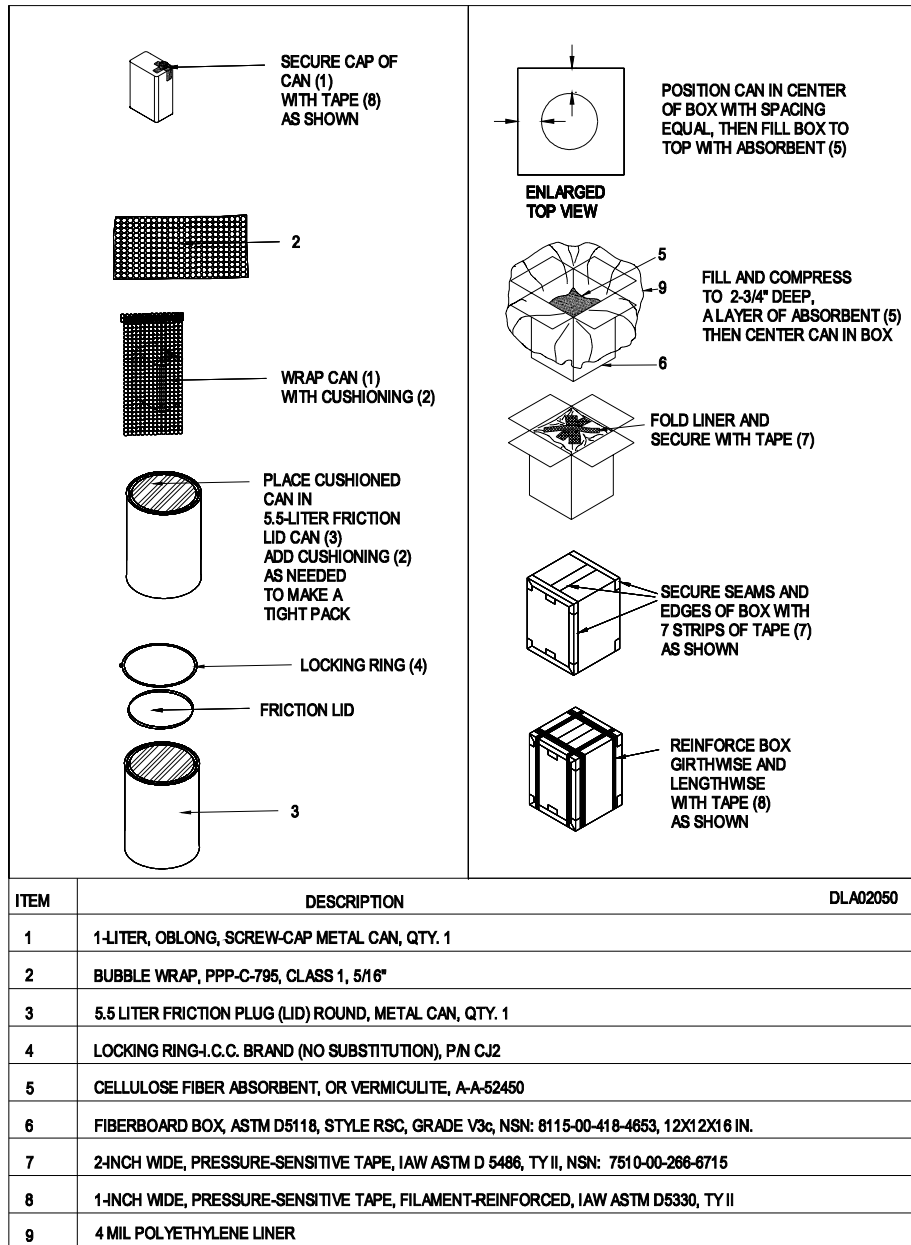 SECURE CAP OF
CAN (1)
WITH TAPE (8)
AS SHOWN
2
WRAP CAN (1)
WITH CUSHIONING (2)
PLACE CUSHIONED
CAN IN
5.5-LITER FRICTION
LID CAN (3)
ADD CUSHIONING (2)
AS NEEDED
TO MAKE A
TIGHT PACK
LOCKING RING (4)
FRICTION LID
3
POSITION CAN IN CENTER
OF BOX WITH SPACING
EQUAL, THEN FILL BOX TO
TOP WITH ABSORBENT (5)
ENLARGED
TOP VIEW
5
9
6
FILL AND COMPRESS
TO 2-3/4" DEEP,
A LAYER OF ABSORBENT (5)
THEN CENTER CAN IN BOX
FOLD LINER AND
SECURE WITH TAPE (7)
SECURE SEAMS AND
EDGES OF BOX WITH
7 STRIPS OF TAPE (7)
AS SHOWN
REINFORCE BOX
GIRTHWISE AND
LENGTHWISE
WITH TAPE (8)
AS SHOWN
ITEM DESCRIPTION DLA02050
1 1-LITER, OBLONG, SCREW-CAP METAL CAN, QTY. 1
2 BUBBLE WRAP, PPP-C-795, CLASS 1, 5/16"
3 5.5 LITER FRICTION PLUG (LID) ROUND, METAL CAN, QTY. 1
4 LOCKING RING-I.C.C. BRAND (NO SUBSTITUTION), P/N CJ2
5 CELLULOSE FIBER ABSORBENT, OR VERMICULITE, A-A-52450
6 FIBERBOARD BOX, ASTM D5118, STYLE RSC, GRADE V3c, NSN: 8115-00-418-4653, 12X12X16 IN.
7 2-INCH WIDE, PRESSURE-SENSITIVE TAPE, IAW ASTM D 5486, TY II, NSN: 7510-00-266-6715
8 1-INCH WIDE, PRESSURE-SENSITIVE TAPE, FILAMENT-REINFORCED, IAW ASTM D5330, TY II
9 4 MIL POLYETHYLENE LINER